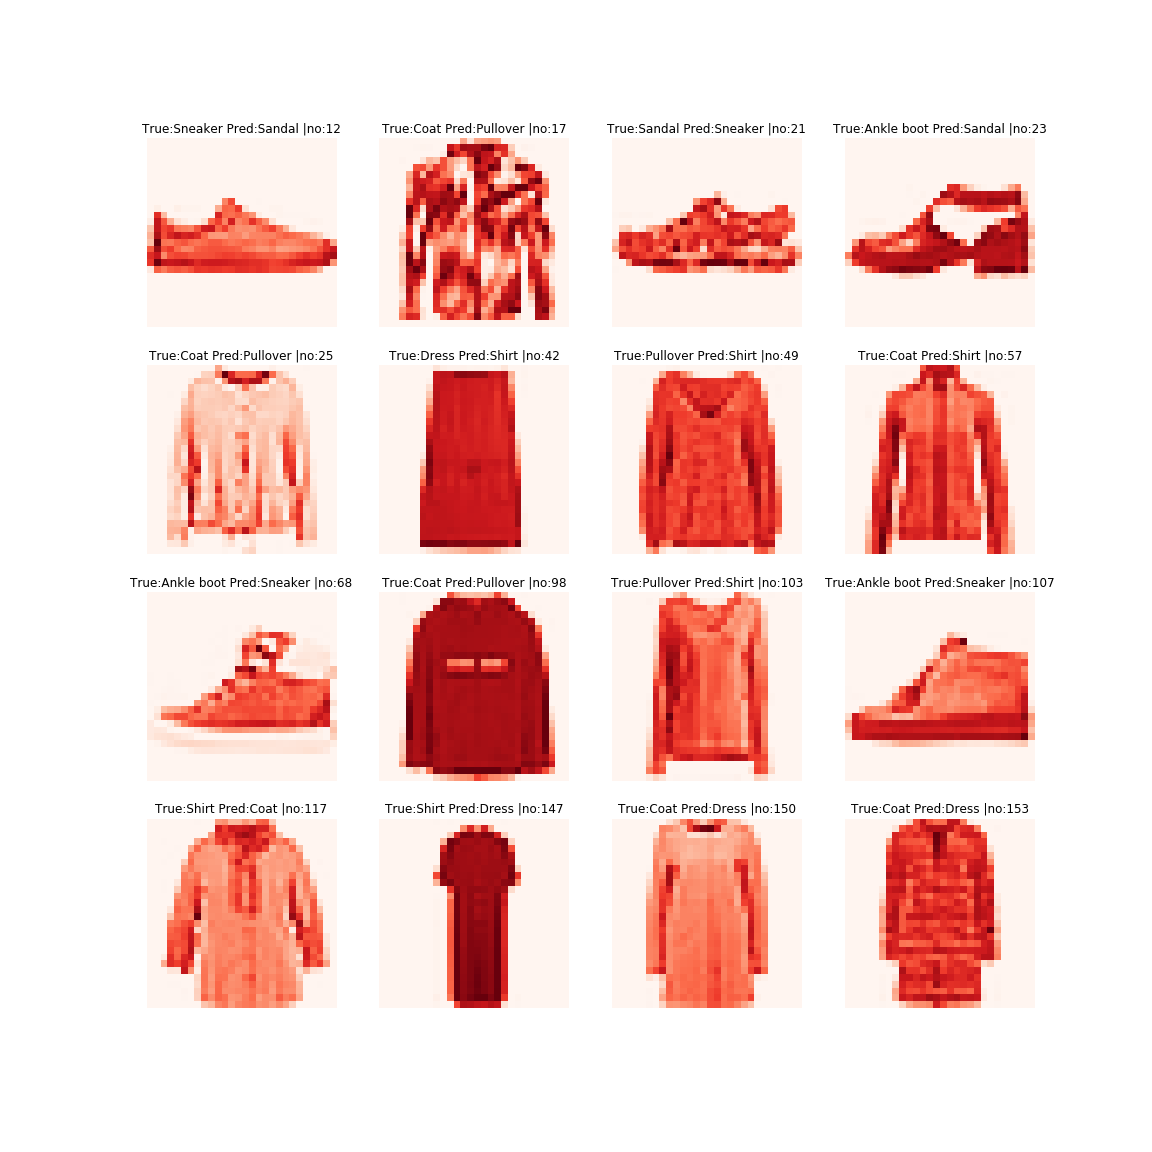 True:Sneaker Pred:Sandal |no:12
True:Coat Pred:Pullover |no:17
True:Sandal Pred:Sneaker |no:21
True:Ankle boot Pred:Sandal |no:23
True:Coat Pred:Pullover |no:25
True:Dress Pred:Shirt |no:42
True:Pullover Pred:Shirt |no:49
True:Coat Pred:Shirt |no:57
True:Ankle boot Pred:Sneaker |no:68
True:Coat Pred:Pullover |no:98
True:Pullover Pred:Shirt |no:103
True:Ankle boot Pred:Sneaker |no:107
True:Shirt Pred:Coat |no:117
True:Shirt Pred:Dress |no:147
True:Coat Pred:Dress |no:150
True:Coat Pred:Dress |no:153